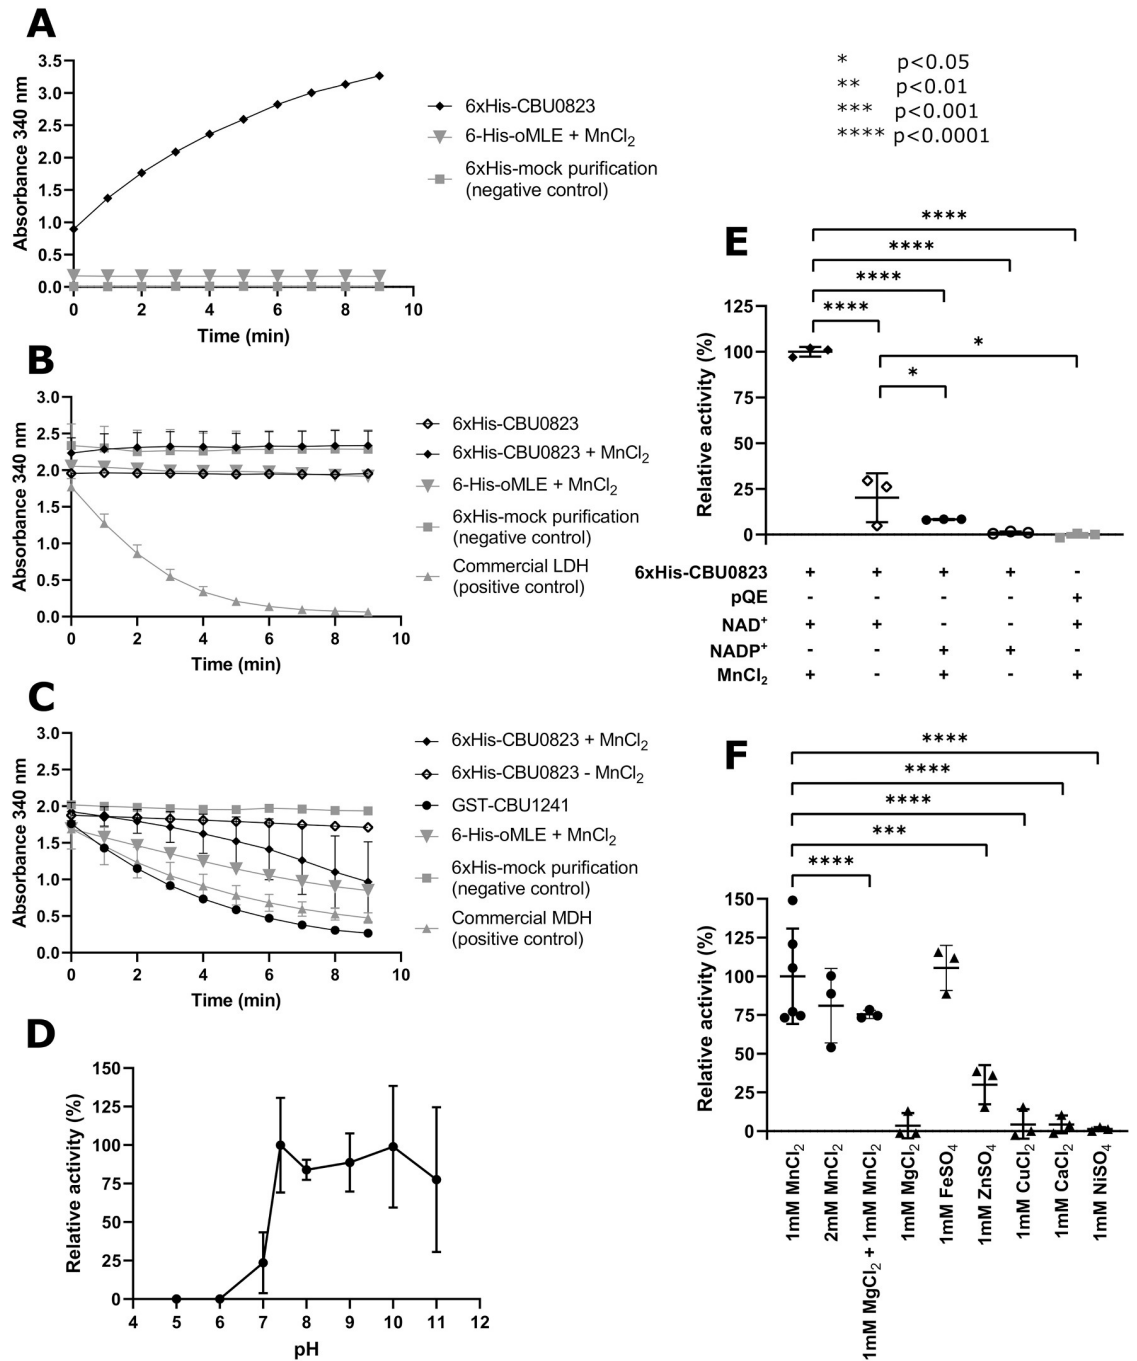 A
Absorbance 340 nm
3.5
3.0
2.5
2.0
1.5
1.0
0.5
0.0
0 2 4 6 8 10
Time (min)
6xHis-CBU0823
6-His-oMLE + MnCl₂
6xHis-mock purification
(negative control)
* p<0.05
** p<0.01
*** p<0.001
**** p<0.0001
B
Absorbance 340 nm
3.0
2.5
2.0
1.5
1.0
0.5
0.0
0 2 4 6 8 10
Time (min)
6xHis-CBU0823
6xHis-CBU0823 + MnCl₂
6-His-oMLE + MnCl₂
6xHis-mock purification
(negative control)
Commercial LDH
(positive control)
C
Absorbance 340 nm
3.0
2.5
2.0
1.5
1.0
0.5
0.0
0 2 4 6 8 10
Time (min)
6xHis-CBU0823 + MnCl₂
6xHis-CBU0823 - MnCl₂
GST-CBU1241
6-His-oMLE + MnCl₂
6xHis-mock purification
(negative control)
Commercial MDH
(positive control)
D
Relative activity (%)
150
125
100
75
50
25
0
4 5 6 7 8 9 10 11 12
pH
E
****
****
****
****
*
*
Relative activity (%)
125
100
75
50
25
0
6xHis-CBU0823 + + + + -
pQE - - - - +
NAD⁺ + + - - +
NADP⁺ - - + + -
MnCl₂ + - + - +
F
****
****
****
***
****
Relative activity (%)
150
125
100
75
50
25
0
1mM MnCl₂
2mM MnCl₂
1mM MgCl₂ + 1mM MnCl₂
1mM MgCl₂
1mM FeSO₄
1mM ZnSO₄
1mM CuCl₂
1mM CaCl₂
1mM NiSO₄